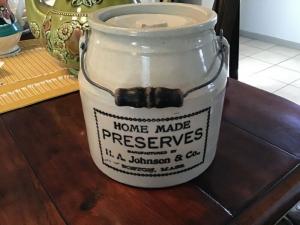 HOME MADE
PRESERVES
MANUFACTURED BY
H. A. Johnson & Co.
BOSTON, MASS.